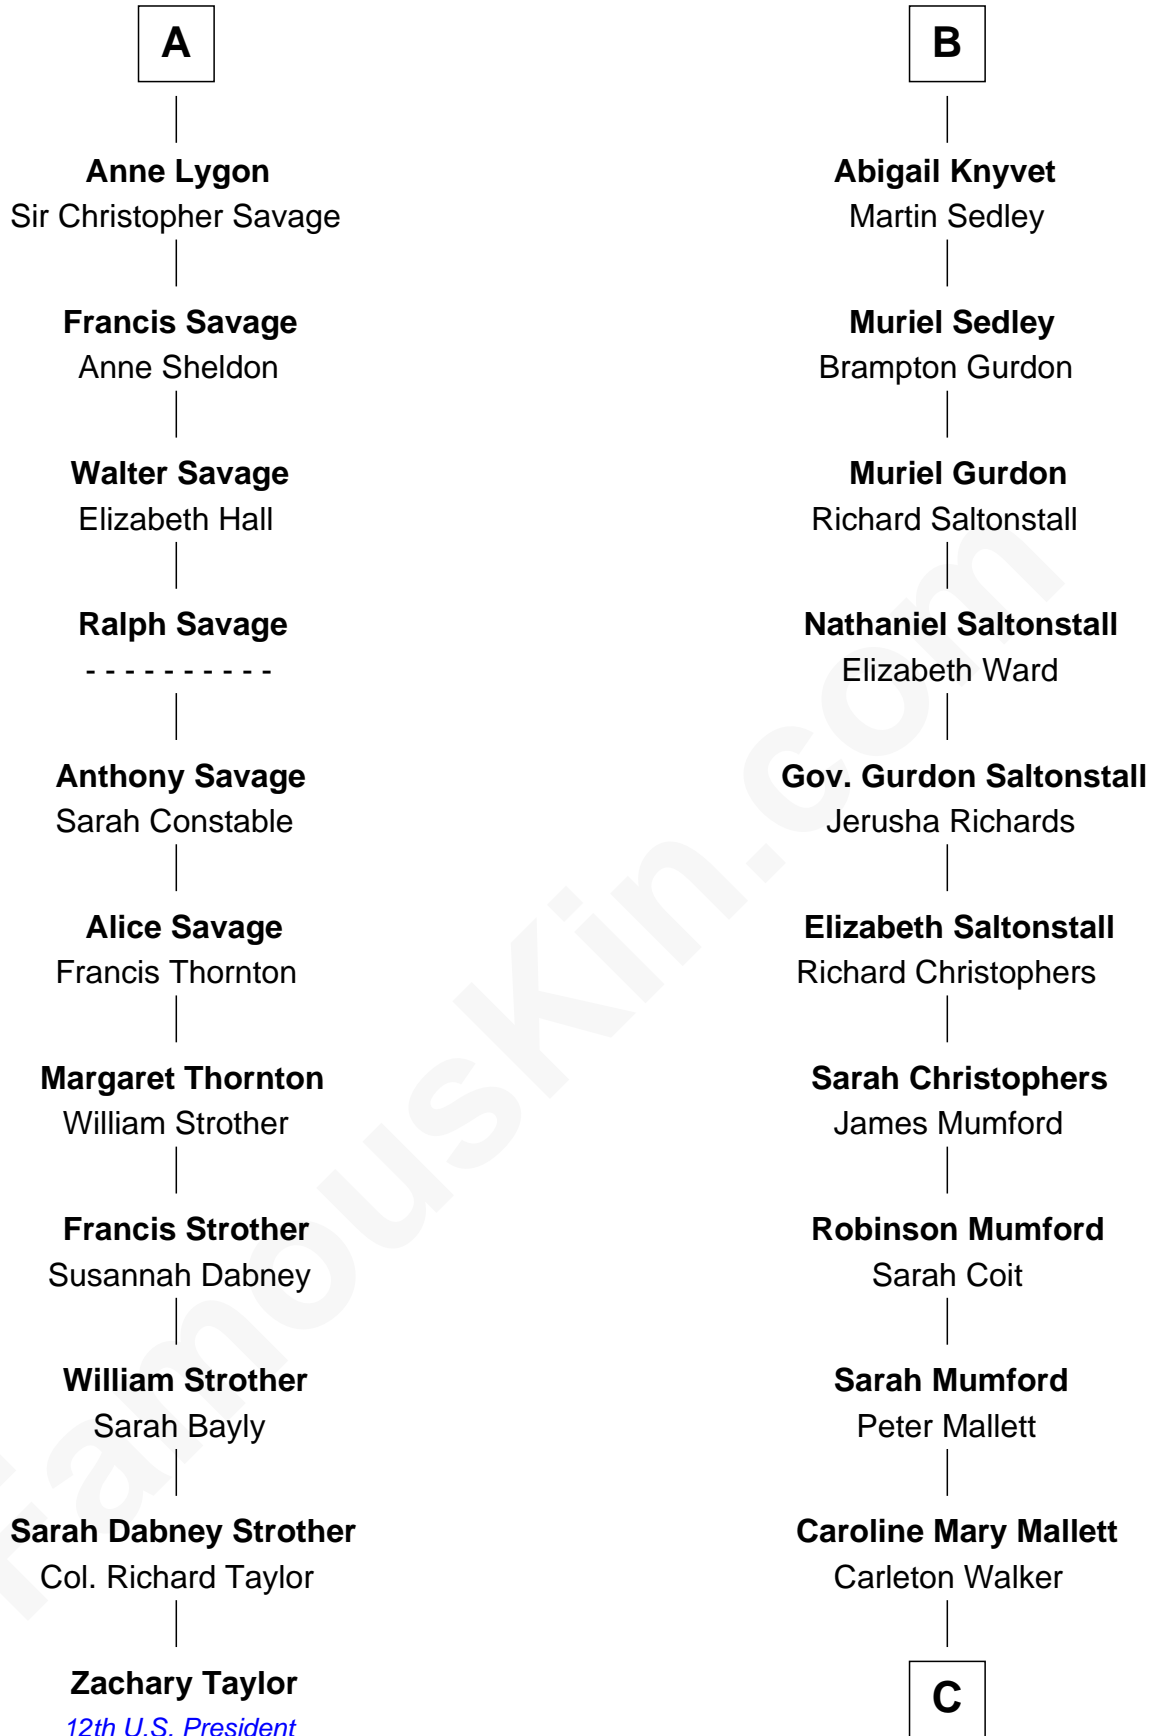 A
Anne Lygon
Sir Christopher Savage
Francis Savage
Anne Sheldon
Walter Savage
Elizabeth Hall
Ralph Savage
- - - - - - - - - -
Anthony Savage
Sarah Constable
Alice Savage
Francis Thornton
Margaret Thornton
William Strother
Francis Strother
Susannah Dabney
William Strother
Sarah Bayly
Sarah Dabney Strother
Col. Richard Taylor
Zachary Taylor
12th U.S. President
B
Abigail Knyvet
Martin Sedley
Muriel Sedley
Brampton Gurdon
Muriel Gurdon
Richard Saltonstall
Nathaniel Saltonstall
Elizabeth Ward
Gov. Gurdon Saltonstall
Jerusha Richards
Elizabeth Saltonstall
Richard Christophers
Sarah Christophers
James Mumford
Robinson Mumford
Sarah Coit
Sarah Mumford
Peter Mallett
Caroline Mary Mallett
Carleton Walker
C
famouskin.com